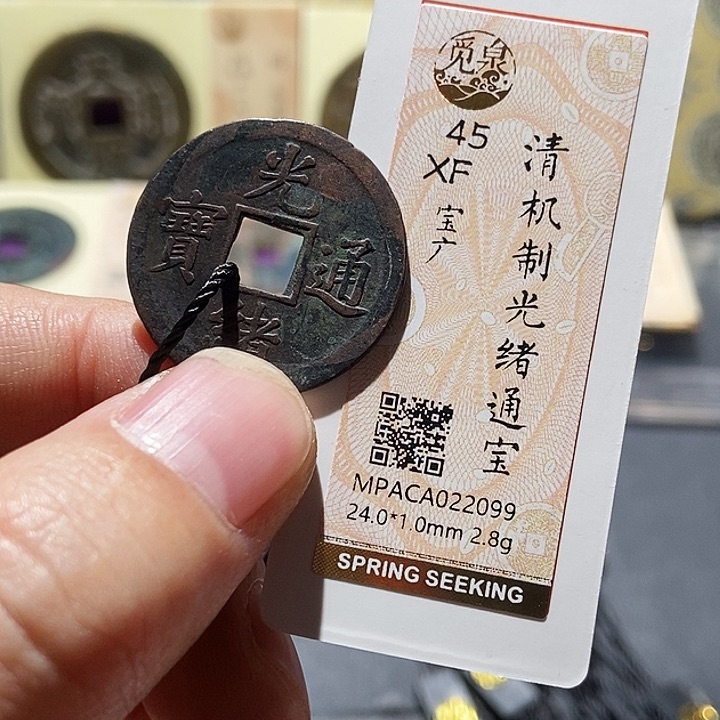 光
通
寶
緒
觅泉
45
XF
宝广
清机制光绪通宝
MPACA022099
24.0*1.0mm 2.8g
SPRING SEEKING